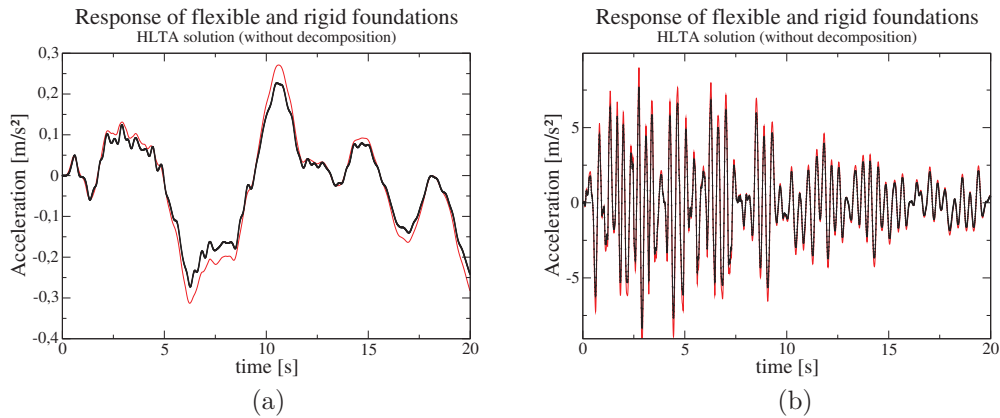 Response of flexible and rigid foundations
HLTA solution (without decomposition)
0.3
0.2
0.1
0
-0.1
-0.2
-0.3
-0.4
Acceleration [m/s²]
0
5
10
15
20
time [s]
(a)
Response of flexible and rigid foundations
HLTA solution (without decomposition)
5
0
-5
Acceleration [m/s²]
0
5
10
15
20
time [s]
(b)